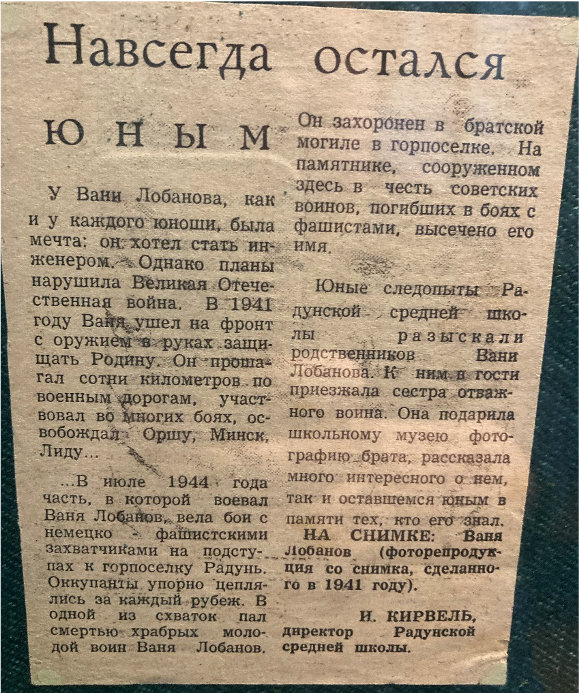 Навсегда остался
юным
У Вани Лобанова, как
и у каждого юноши, была
мечта: он хотел стать ин-
женером. Однако планы
нарушила Великая Отече-
ственная война. В 1941
году Ваня ушел на фронт
с оружием в руках защи-
щать Родину. Он проша-
гал сотни километров по
военным дорогам, участ-
вовал во многих боях, ос-
вобождал Оршу, Минск,
Лиду...
...В июле 1944 года
часть, в которой воевал
Ваня Лобанов, вела бои с
немецко - фашистскими
захватчиками на подсту-
пах к горпоселку Радунь.
Оккупанты упорно цепля-
лись за каждый рубеж. В
одной из схваток пал
смертью храбрых моло-
дой воин Ваня Лобанов.
Он захоронен в братской
могиле в горпоселке. На
памятнике, сооруженном
здесь в честь советских
воинов, погибших в боях с
фашистами, высечено его
имя.
Юные следопыты Ра-
дунской средней шко-
лы разыскали
родственников Вани
Лобанова. К ним в гости
приезжала сестра отваж-
ного воина. Она подарила
школьному музею фото-
графию брата, рассказала
много интересного о нем,
так и оставшемся юным в
памяти тех, кто его знал.
НА СНИМКЕ: Ваня
Лобанов (фоторепродук-
ция со снимка, сделанно-
го в 1941 году).
И. КИРВЕЛЬ,
директор Радунской
средней школы.